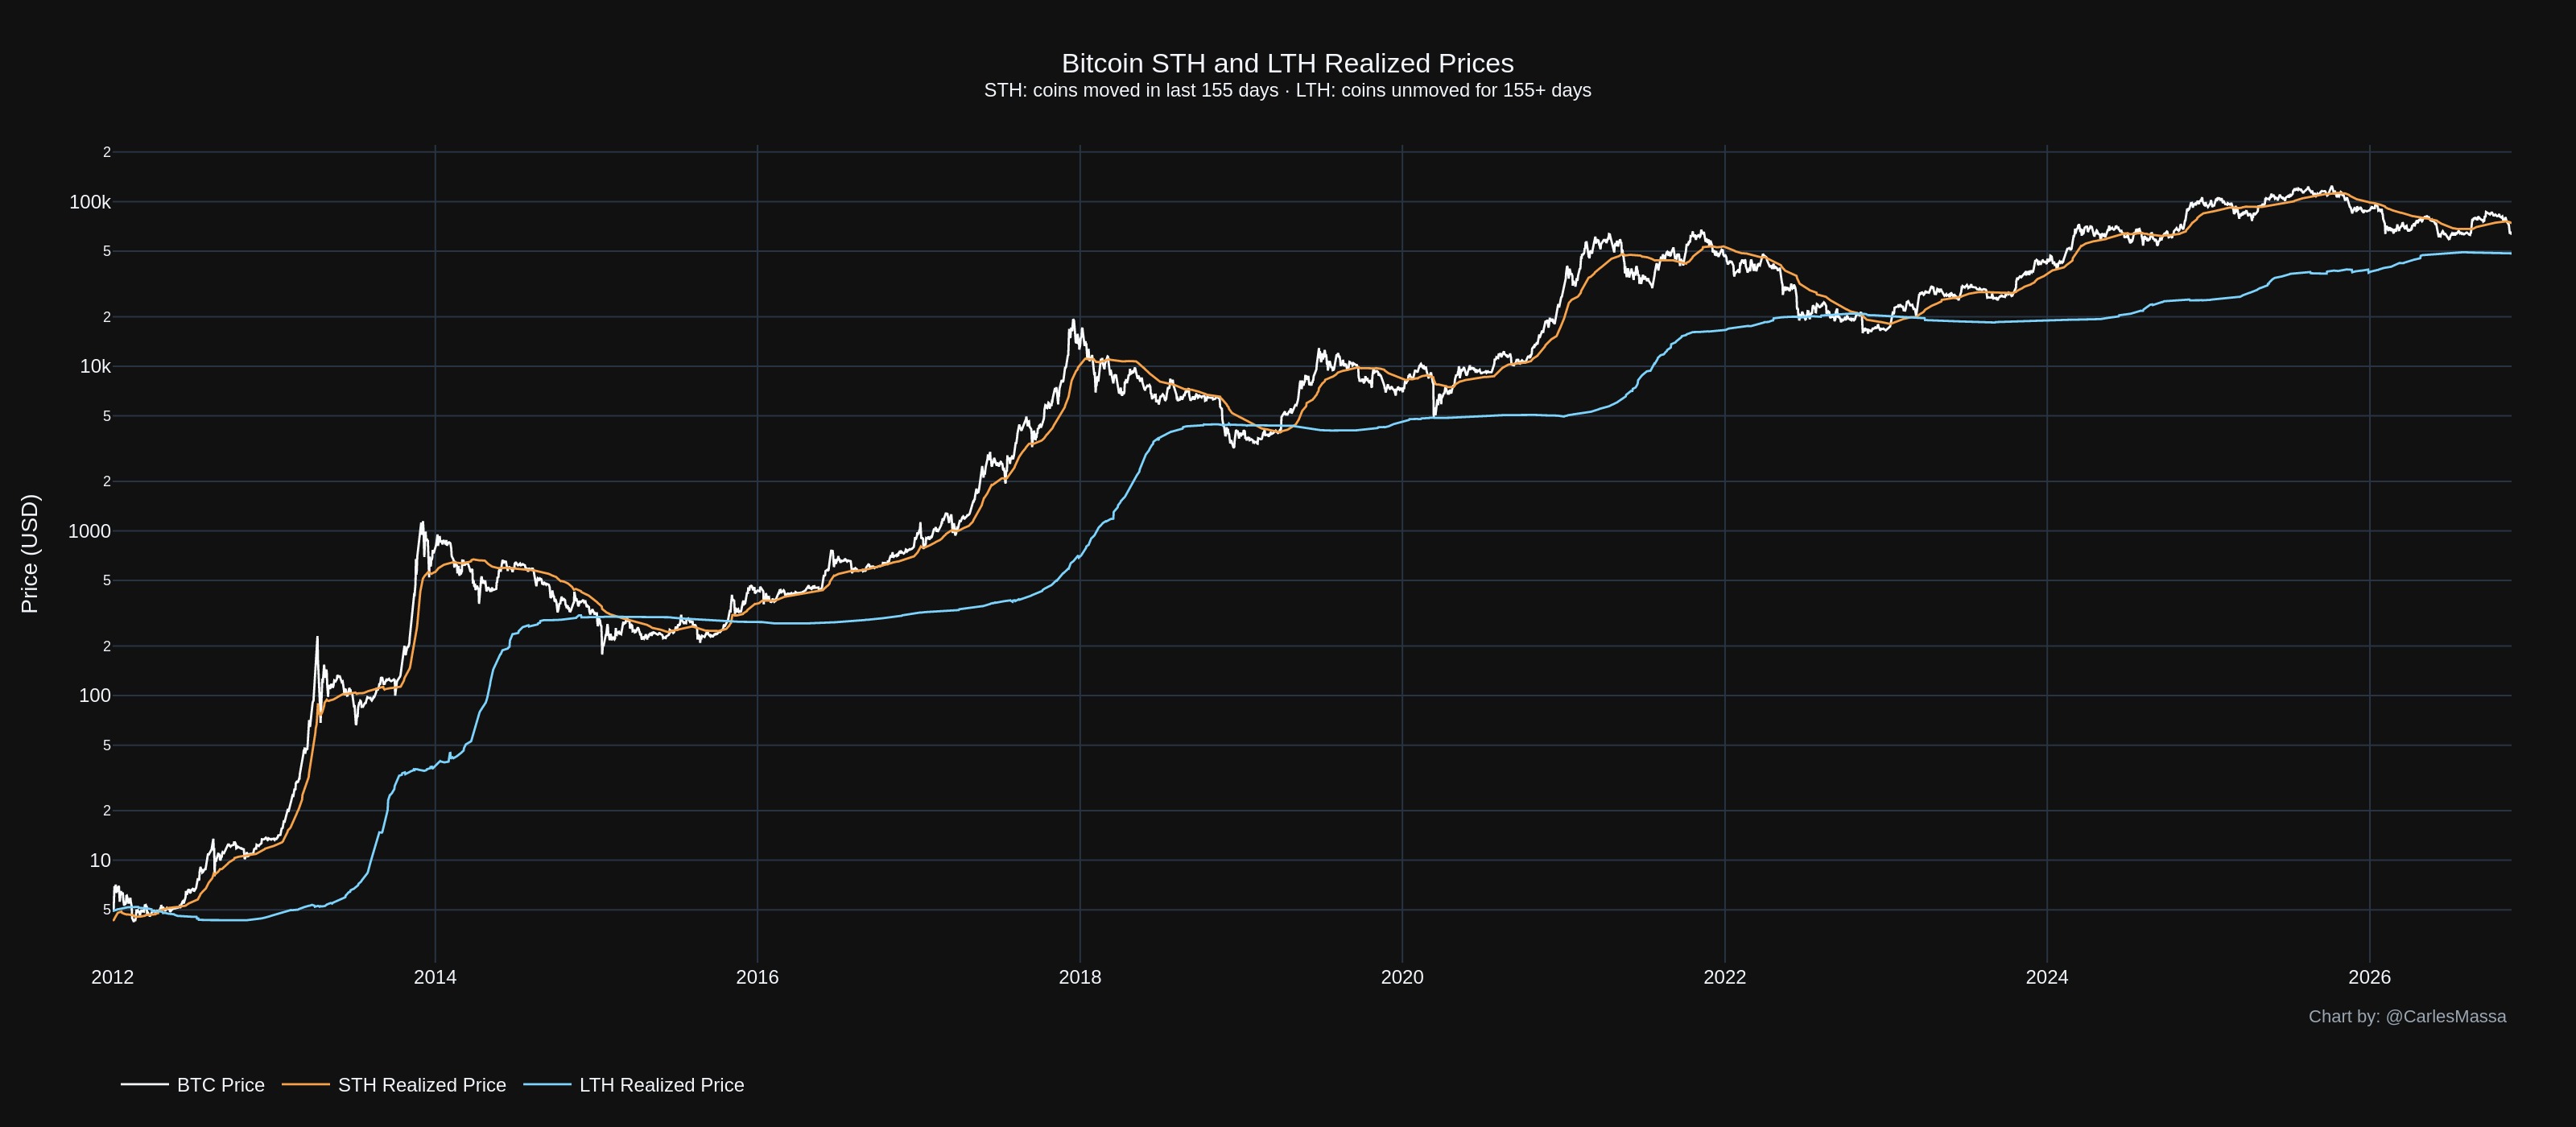 Bitcoin STH and LTH Realized Prices
STH: coins moved in last 155 days · LTH: coins unmoved for 155+ days
Price (USD)
2
100k
5
2
10k
5
2
1000
5
2
100
5
2
10
5
2012 2014 2016 2018 2020 2022 2024 2026
Chart by: @CarlesMassa
BTC Price STH Realized Price LTH Realized Price